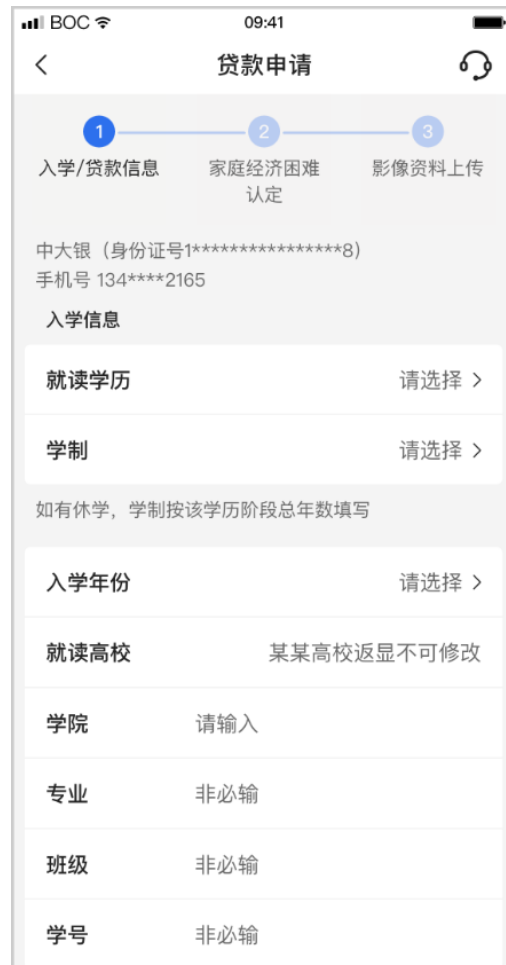 BOC 09:41
贷款申请
1 2 3
入学/贷款信息 家庭经济困难 影像资料上传
认定
中大银（身份证号1****************8)
手机号 134****2165
入学信息
就读学历 请选择
学制 请选择
如有休学，学制按该学历阶段总年数填写
入学年份 请选择
就读高校 某某高校返显不可修改
学院 请输入
专业 非必输
班级 非必输
学号 非必输